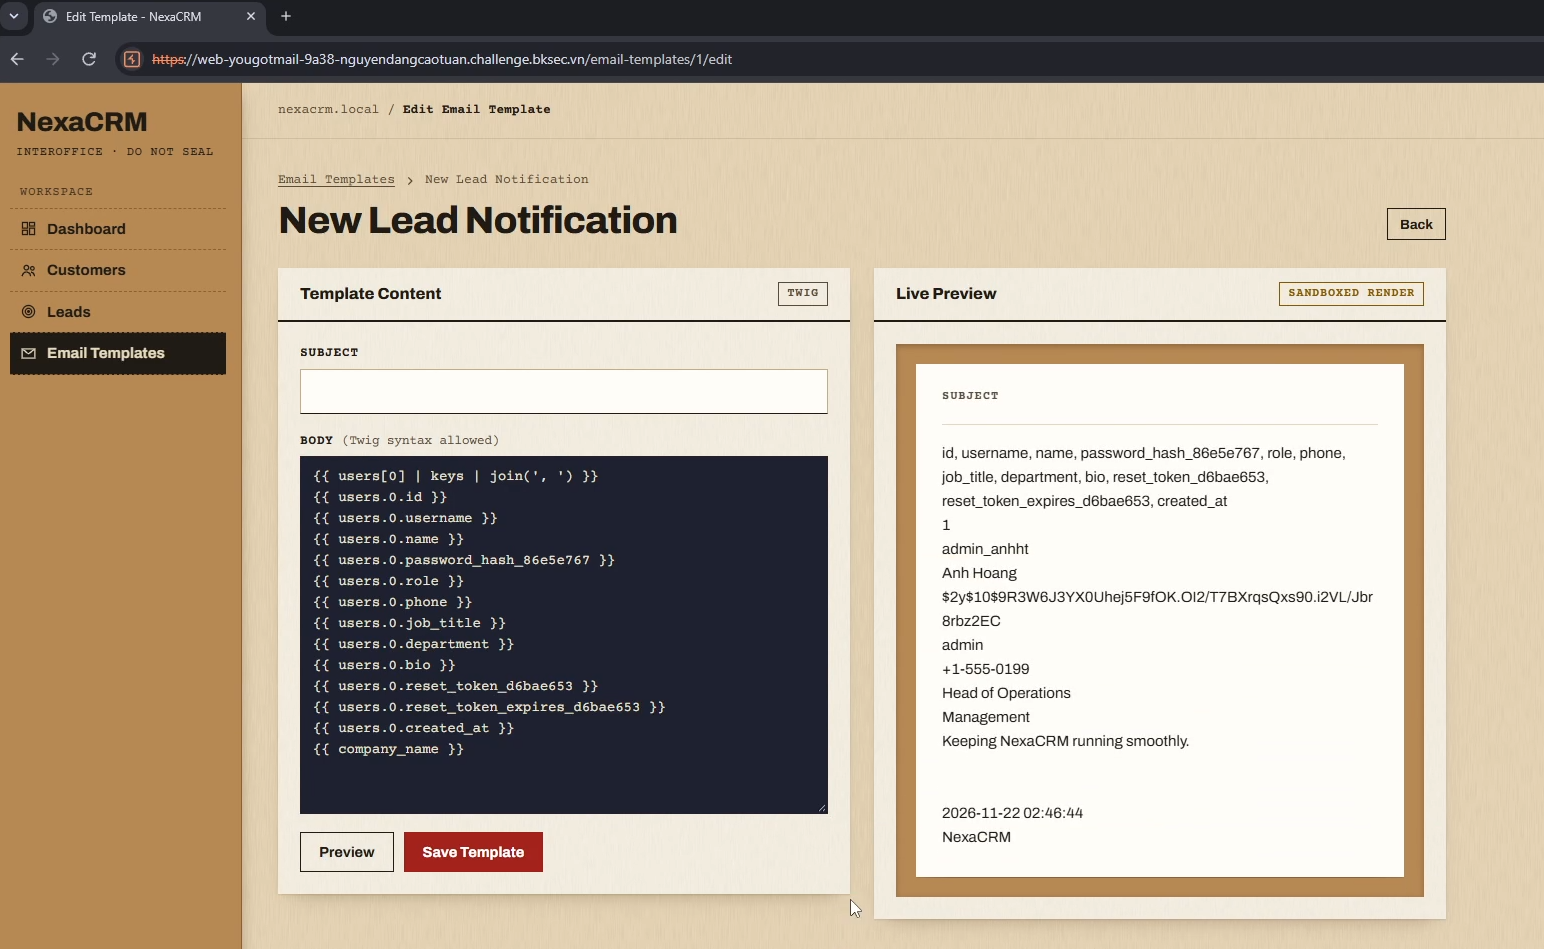 Edit Template - NexaCRM
https://web-yougotmail-9a38-nguyendangcaotuan.challenge.bksec.vn/email-templates/1/edit
NexaCRM
INTEROFFICE · DO NOT SEAL
WORKSPACE
Dashboard
Customers
Leads
Email Templates
nexacrm.local / Edit Email Template
Email Templates > New Lead Notification
New Lead Notification
Back
Template Content
TWIG
SUBJECT
BODY (Twig syntax allowed)
{{ users[0] | keys | join(', ') }}
{{ users.0.id }}
{{ users.0.username }}
{{ users.0.name }}
{{ users.0.password_hash_86e5e767 }}
{{ users.0.role }}
{{ users.0.phone }}
{{ users.0.job_title }}
{{ users.0.department }}
{{ users.0.bio }}
{{ users.0.reset_token_d6bae653 }}
{{ users.0.reset_token_expires_d6bae653 }}
{{ users.0.created_at }}
{{ company_name }}
Preview
Save Template
Live Preview
SANDBOXED RENDER
SUBJECT
id, username, name, password_hash_86e5e767, role, phone,
job_title, department, bio, reset_token_d6bae653,
reset_token_expires_d6bae653, created_at
1
admin_anhht
Anh Hoang
$2y$10$9R3W6J3YX0Uhej5F9fOK.OI2/T7BXrqsQxs90.i2VL/Jbr
8rbz2EC
admin
+1-555-0199
Head of Operations
Management
Keeping NexaCRM running smoothly.
2026-11-22 02:46:44
NexaCRM